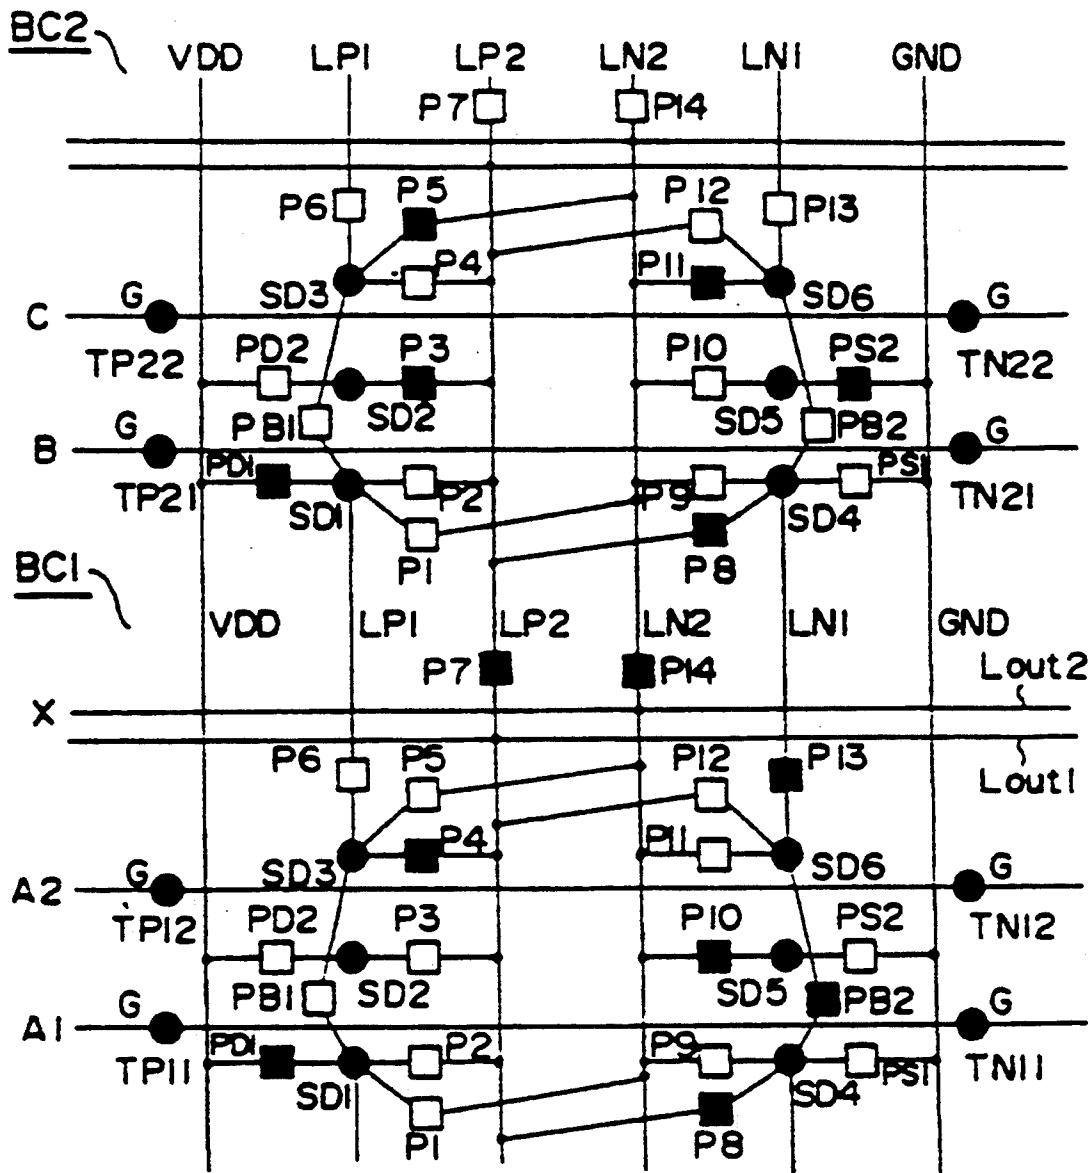 BC2
VDD LP1 LP2 LN2 LN1 GND
P7 P14
P6 P5 P12 P13
P4 P11
G SD3 SD6 G
C
TP22 PD2 P3 P10 PS2 TN22
G PB1 SD2 SD5 PB2 G
B
PD1 PS1
TP21 SD1 P2 P9 SD4 TN21
P1 P8
BC1
VDD LP1 LP2 LN2 LN1 GND
P7 P14 Lout2
X
P6 P5 P12 P13
Lout1
P4 P11
G SD3 SD6 G
A2
TP12 PD2 P3 P10 PS2 TN12
G PB1 SD2 SD5 PB2 G
A1
PD1 P2 P9
TP11 SD1 SD4 PS1 TN11
P1 P8